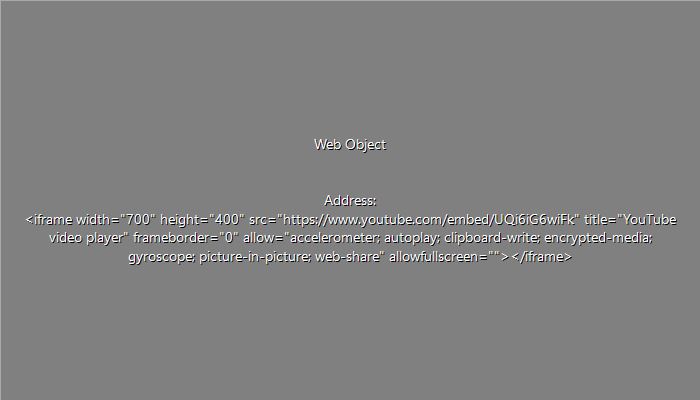 Web Object
Address:
<iframe width="700" height="400" src="https://www.youtube.com/embed/UQi6iG6wiFk" title="YouTube
video player" frameborder="0" allow="accelerometer; autoplay; clipboard-write; encrypted-media;
gyroscope; picture-in-picture; web-share" allowfullscreen=""></iframe>